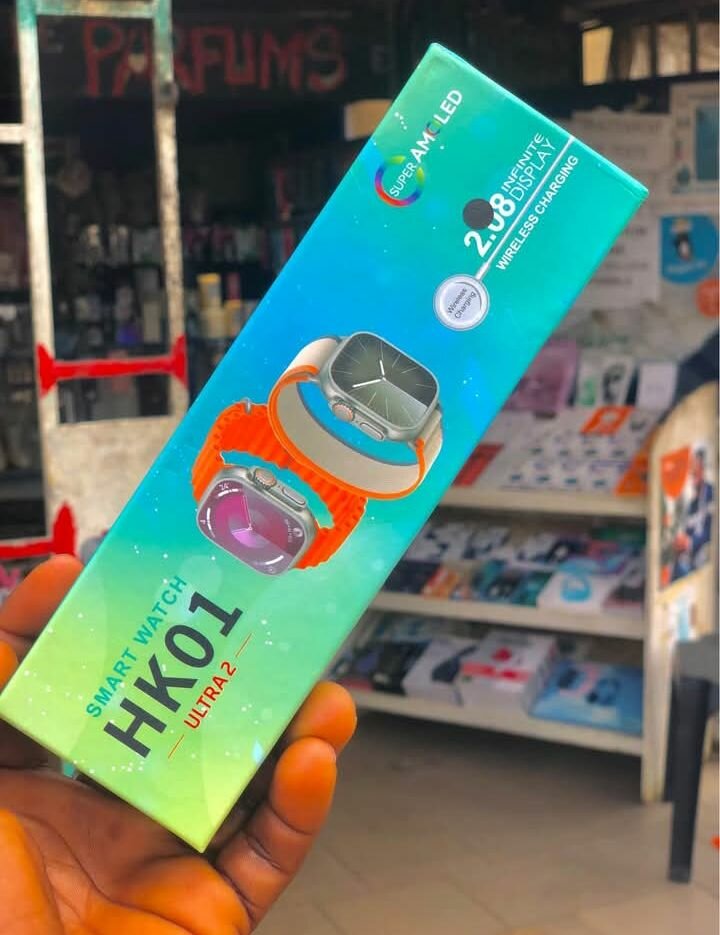 PARFUMS
SUPER AMOLED
2.08 INFINITE DISPLAY
WIRELESS CHARGING
Wireless
Charging
SMART WATCH
HK01
ULTRA 2